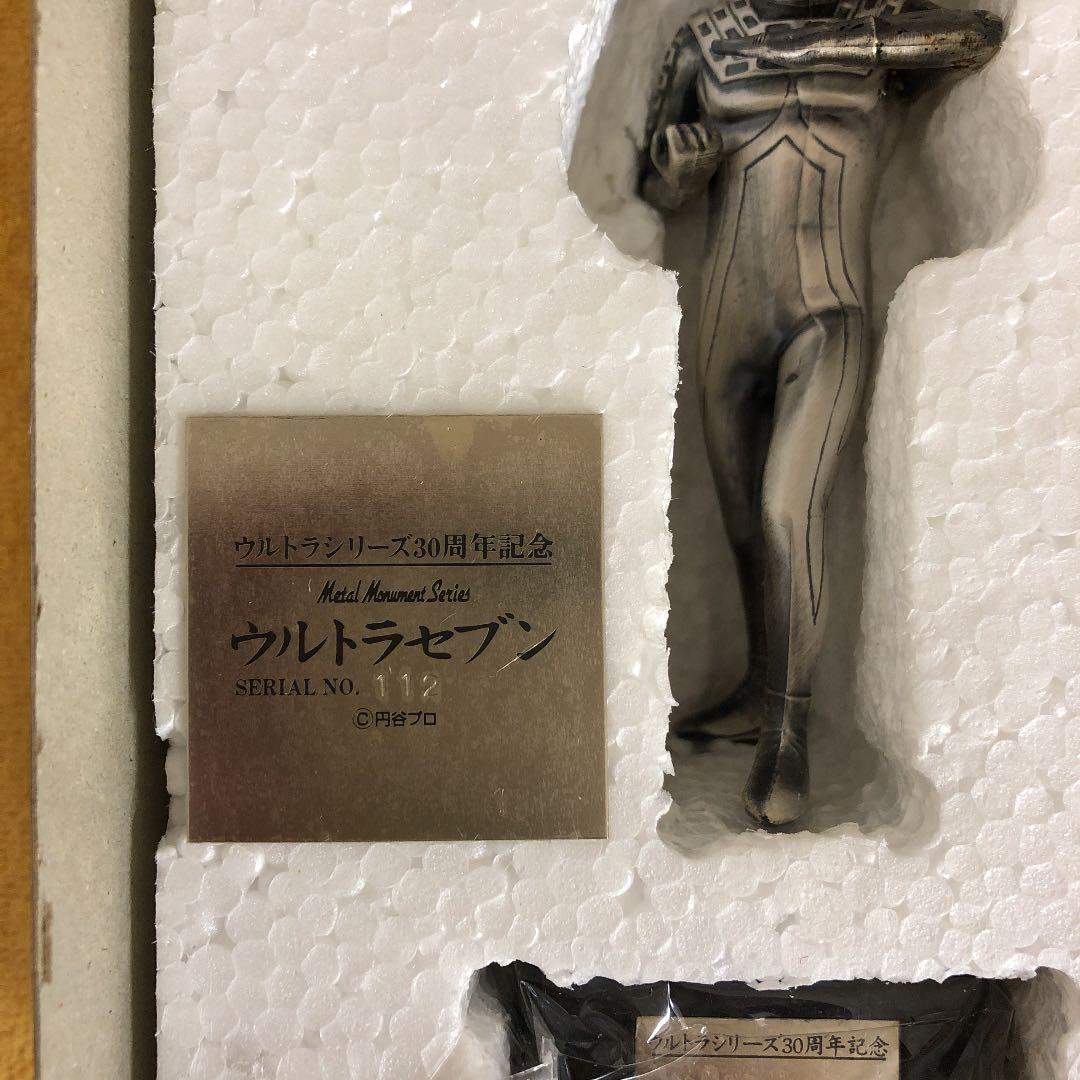 ウルトラシリーズ30周年記念
Metal Monument Series
ウルトラセブン
SERIAL NO. 112
©円谷プロ
ウルトラシリーズ30周年記念